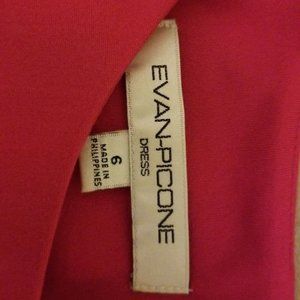 EVAN-PICONE
DRESS
6
MADE IN
PHILIPPINES